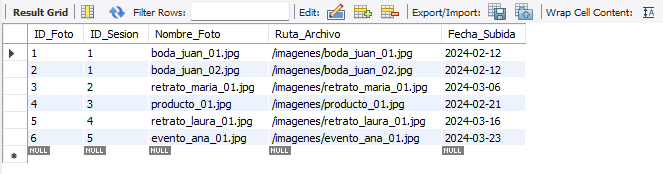 Result Grid Filter Rows: Edit: Export/Import: Wrap Cell Content: IA
ID_Foto ID_Sesion Nombre_Foto Ruta_Archivo Fecha_Subida
1 1 boda_juan_01.jpg /imagenes/boda_juan_01.jpg 2024-02-12
2 1 boda_juan_02.jpg /imagenes/boda_juan_02.jpg 2024-02-12
3 2 retrato_maria_01.jpg /imagenes/retrato_maria_01.jpg 2024-03-06
4 3 producto_01.jpg /imagenes/producto_01.jpg 2024-02-21
5 4 retrato_laura_01.jpg /imagenes/retrato_laura_01.jpg 2024-03-16
6 5 evento_ana_01.jpg /imagenes/evento_ana_01.jpg 2024-03-23
NULL NULL NULL NULL NULL